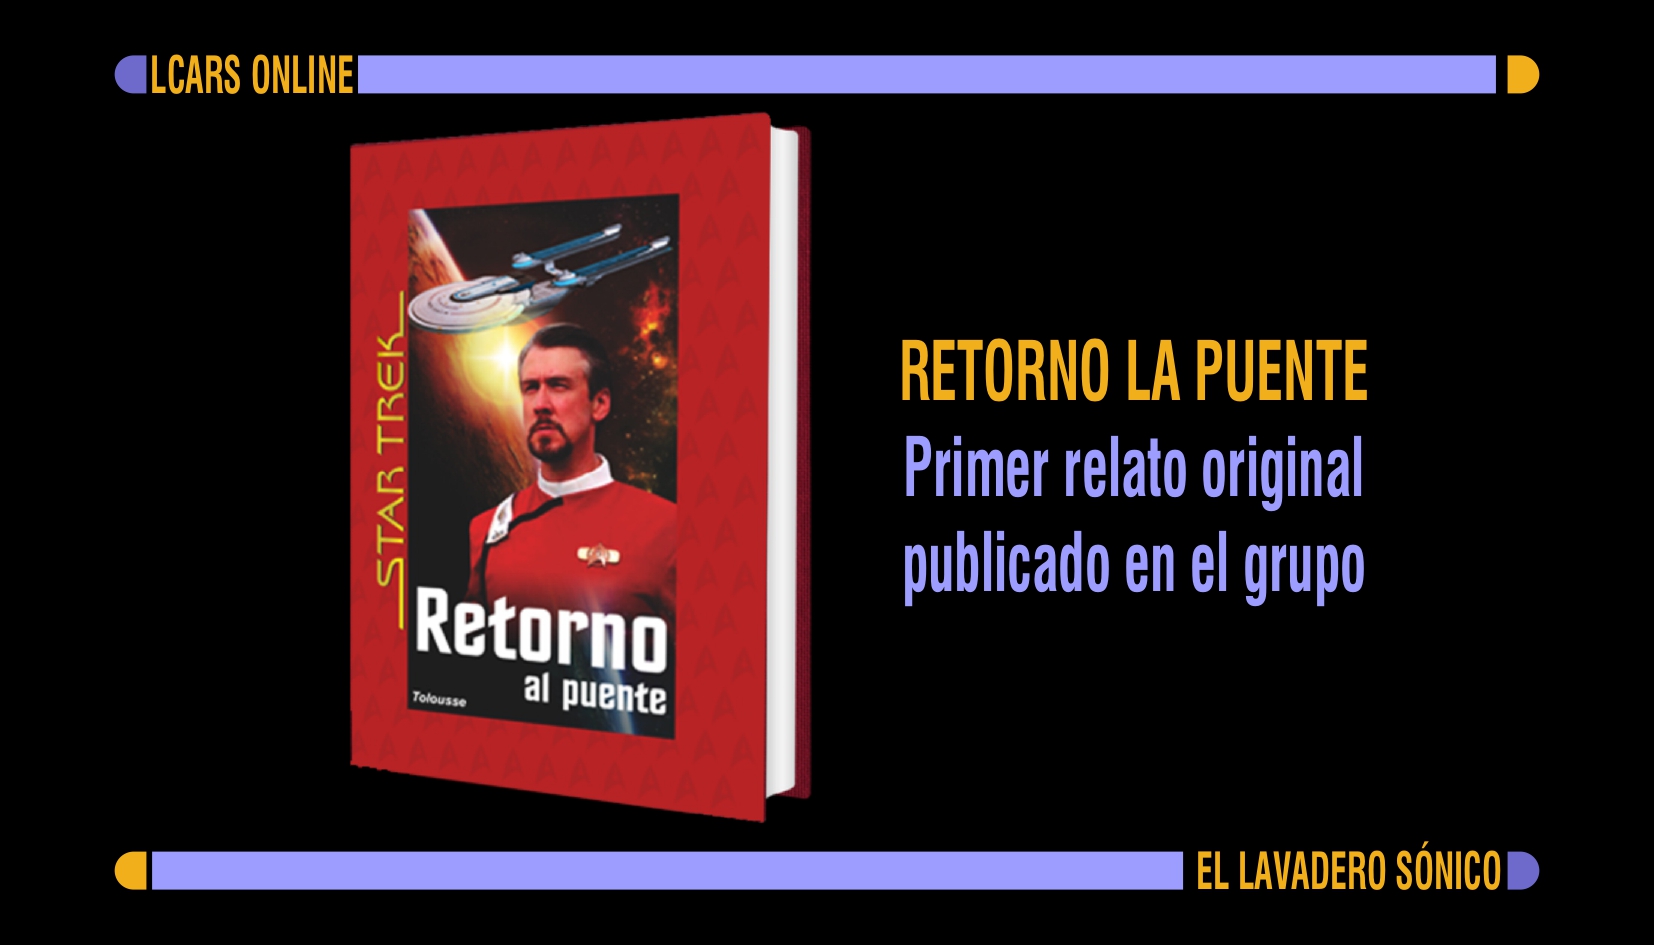 LCARS ONLINE
STAR TREK
Retorno
al puente
Tolousse
RETORNO LA PUENTE
Primer relato original
publicado en el grupo
EL LAVADERO SÓNICO